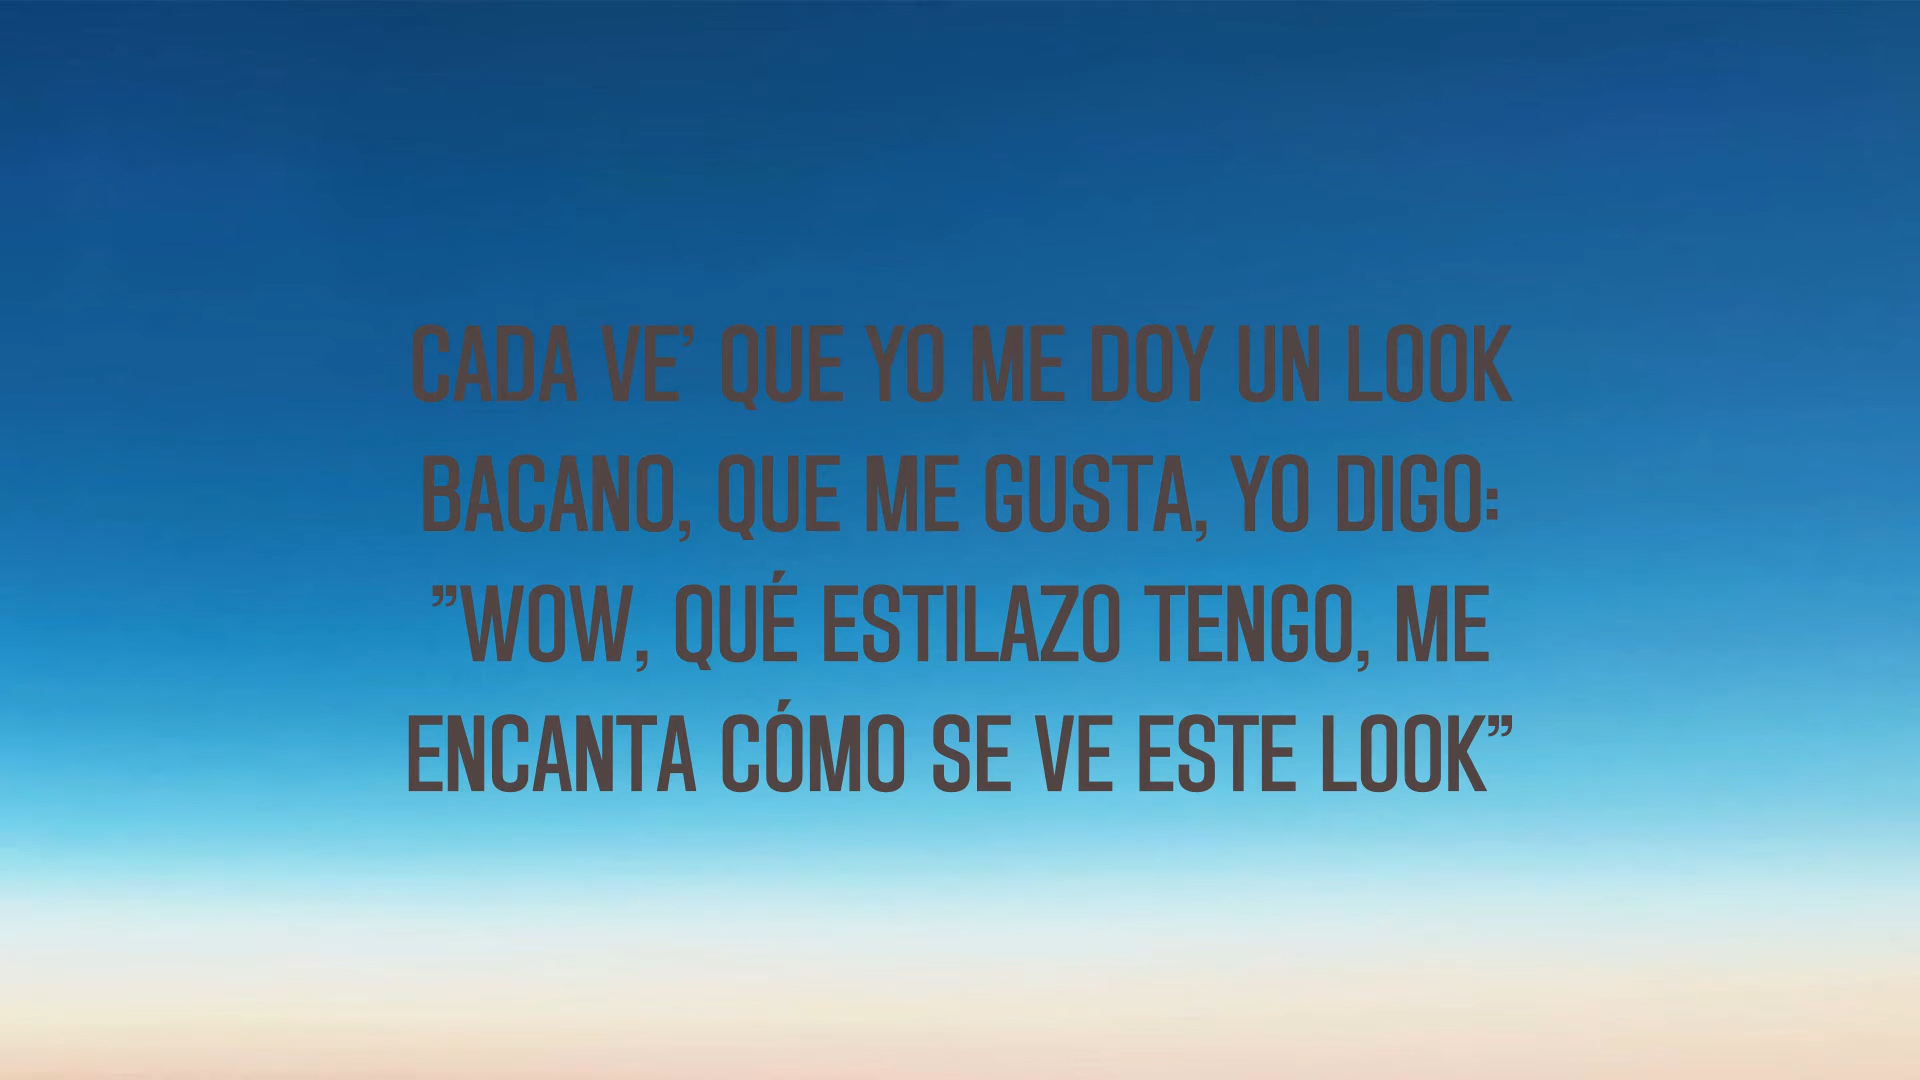 CADA VE’ QUE YO ME DOY UN LOOK
BACANO, QUE ME GUSTA, YO DIGO:
”WOW, QUÉ ESTILAZO TENGO, ME
ENCANTA CÓMO SE VE ESTE LOOK”